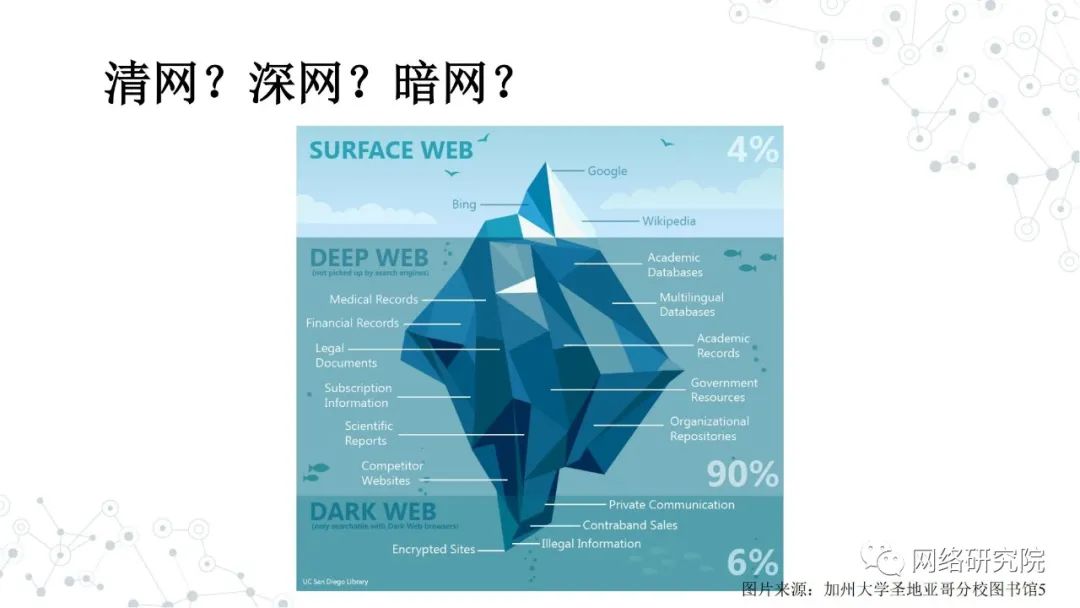 清网？深网？暗网？
SURFACE WEB
4%
Google
Bing
Wikipedia
DEEP WEB
(not picked up by search engines)
Academic
Databases
Medical Records
Multilingual
Databases
Financial Records
Legal
Documents
Academic
Records
Subscription
Information
Government
Resources
Scientific
Reports
Organizational
Repositories
Competitor
Websites
90%
DARK WEB
(only searchable with Dark Web browsers)
Private Communication
Contraband Sales
Encrypted Sites
Illegal Information
6%
UC San Diego Library
网络研究院
图片来源：加州大学圣地亚哥分校图书馆5